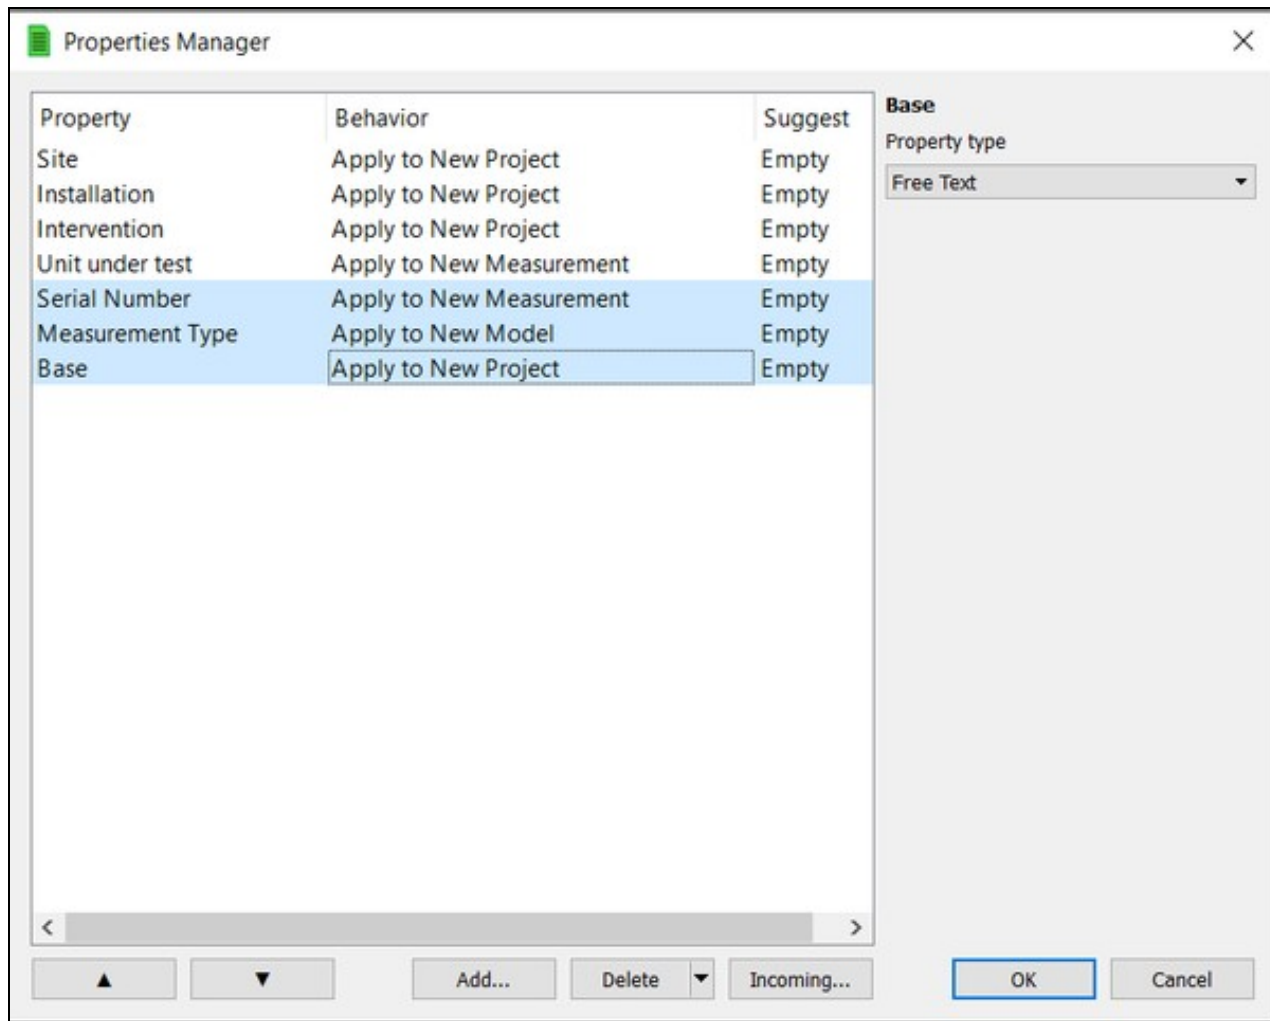 Properties Manager
Property Behavior Suggest
Site Apply to New Project Empty
Installation Apply to New Project Empty
Intervention Apply to New Project Empty
Unit under test Apply to New Measurement Empty
Serial Number Apply to New Measurement Empty
Measurement Type Apply to New Model Empty
Base Apply to New Project Empty
Base
Property type
Free Text
Add... Delete Incoming... OK Cancel